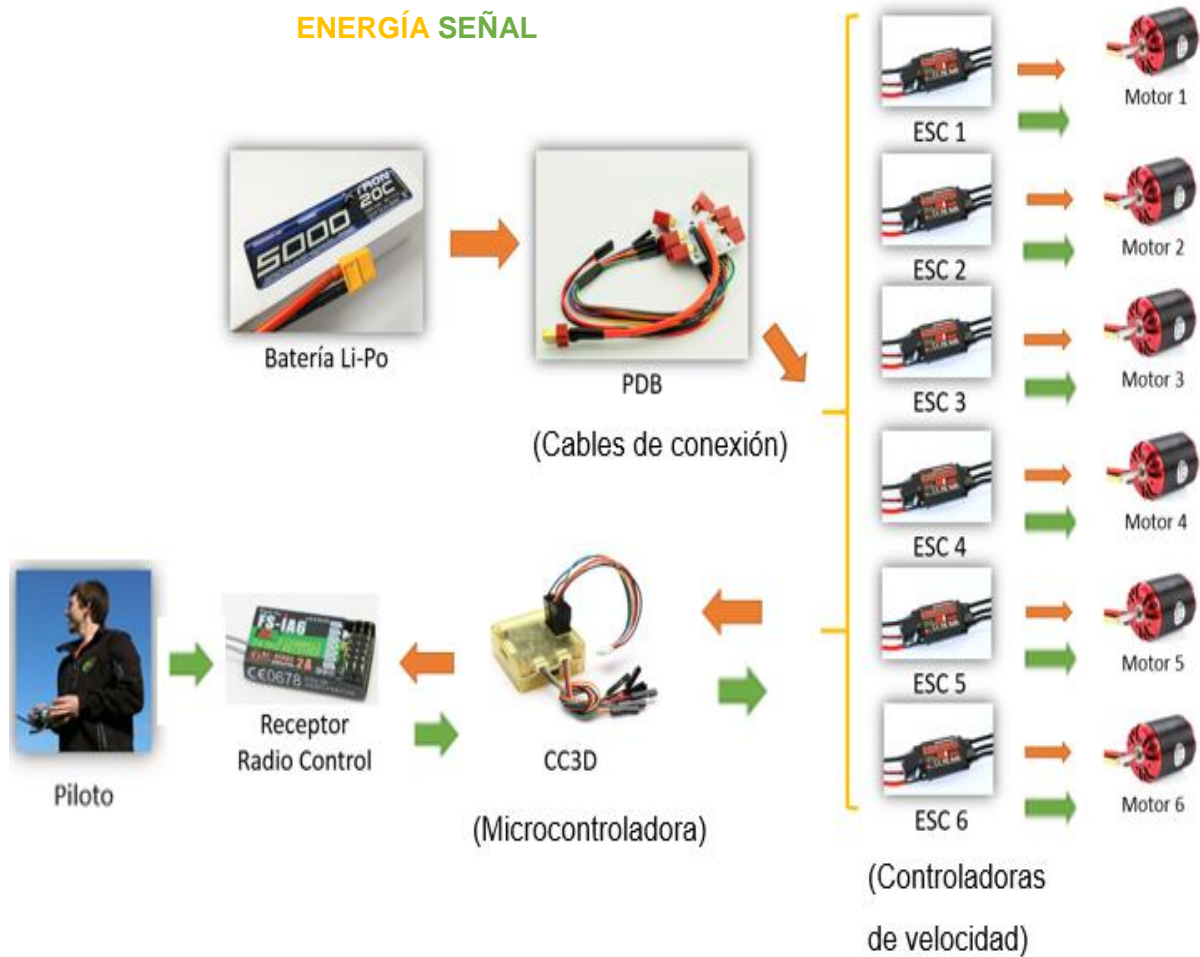 ENERGÍA SEÑAL
5000
20C
Batería Li-Po
PDB
(Cables de conexión)
ESC 1
Motor 1
ESC 2
Motor 2
ESC 3
Motor 3
ESC 4
Motor 4
ESC 5
Motor 5
ESC 6
Motor 6
(Controladoras
de velocidad)
Piloto
FS-iA6
2A
CE0678
Receptor
Radio Control
CC3D
(Microcontroladora)